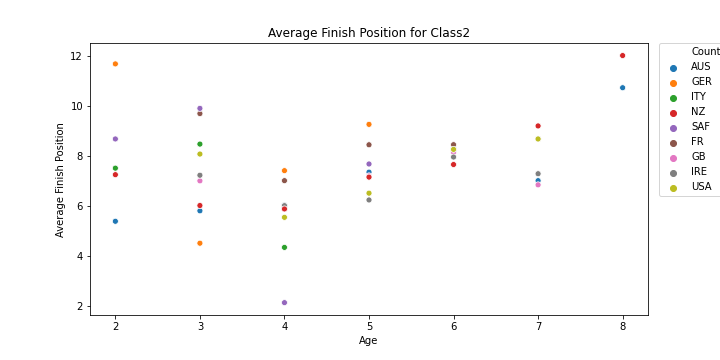 Average Finish Position for Class2
Average Finish Position
12
10
8
6
4
2
2 3 4 5 6 7 8
Age
Count
AUS
GER
ITY
NZ
SAF
FR
GB
IRE
USA